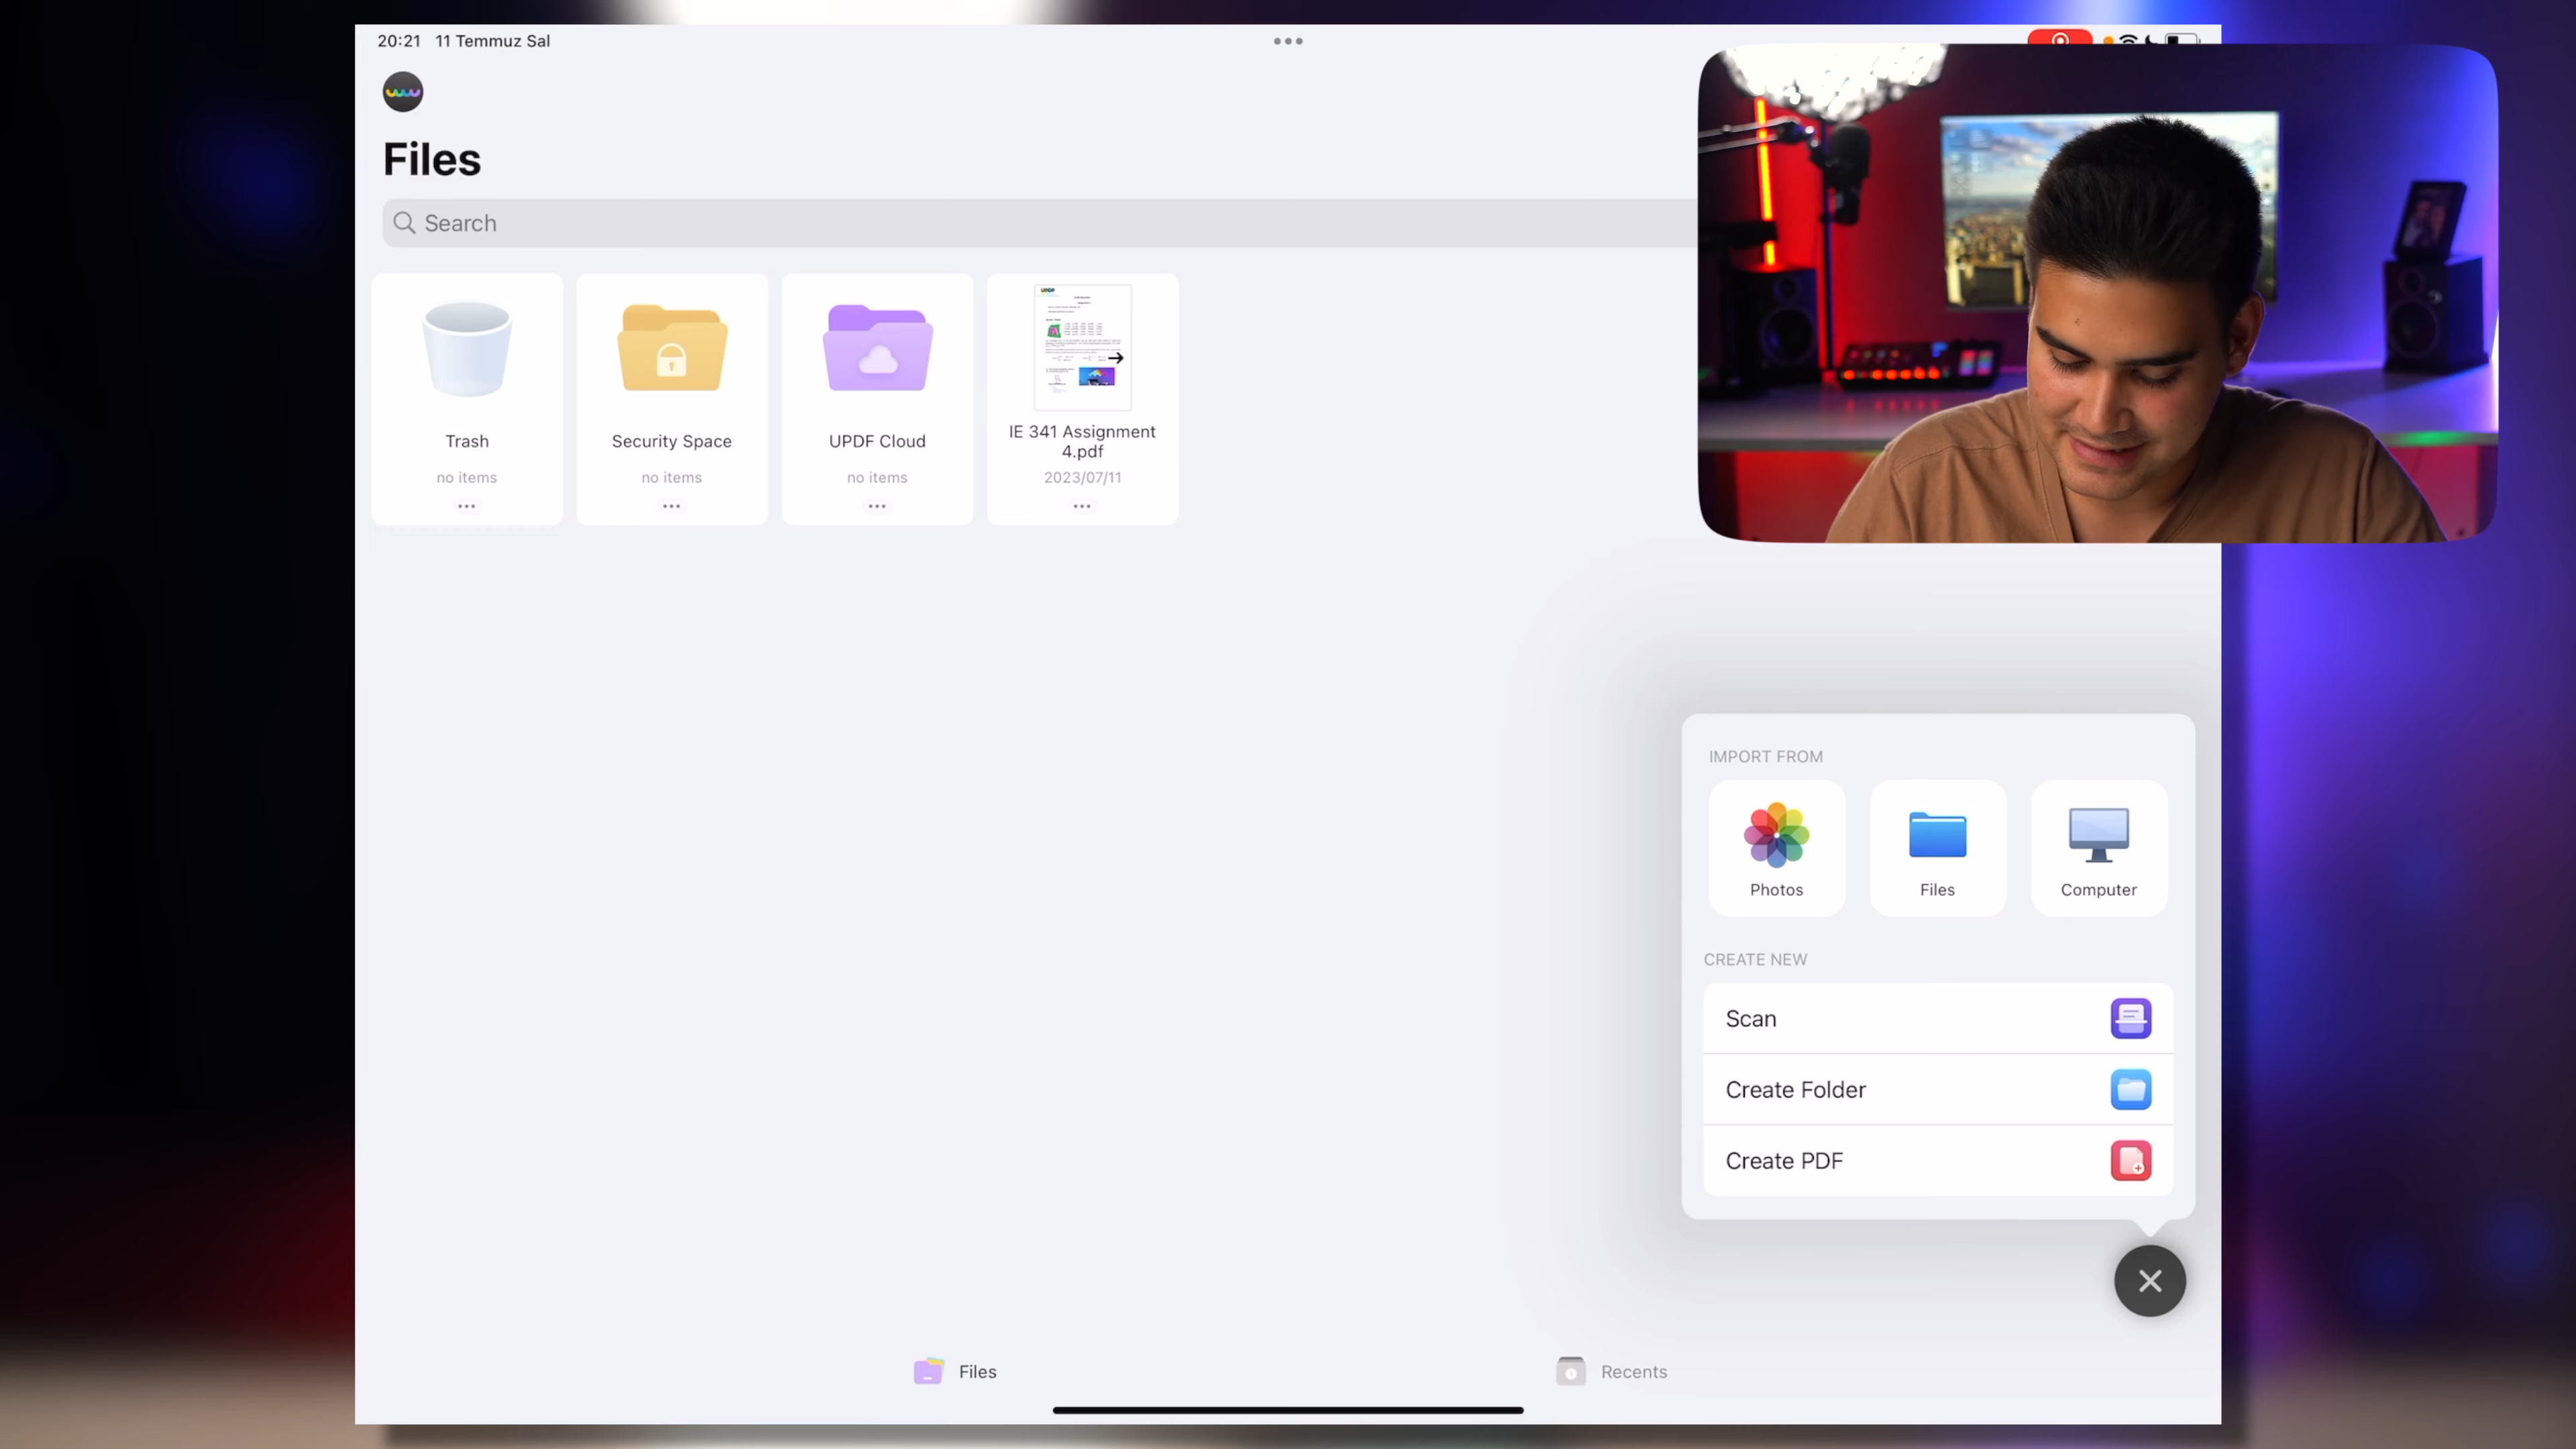 20:21 11 Temmuz Sal
Files
Search
Trash
no items
Security Space
no items
UPDF Cloud
no items
UPDF
IE 341 Assignment
4.pdf
2023/07/11
IMPORT FROM
Photos
Files
Computer
CREATE NEW
Scan
Create Folder
Create PDF
Files
Recents